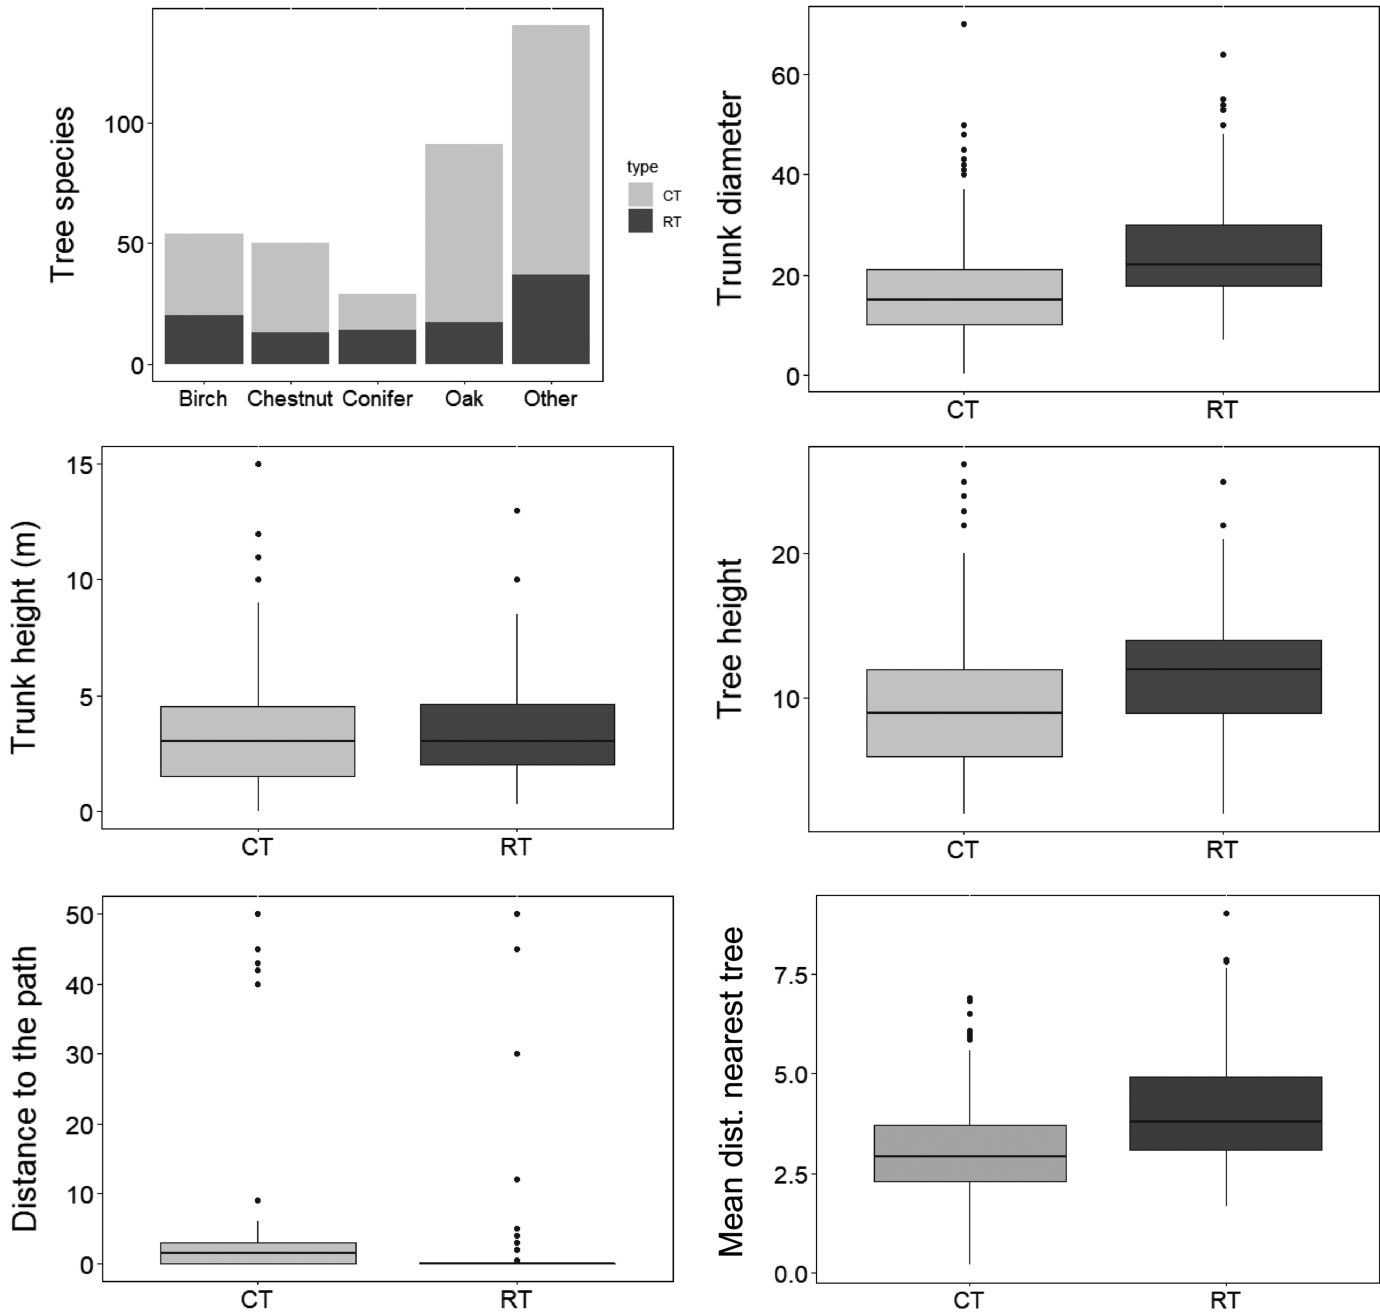 Tree species
100
50
0
Birch Chestnut Conifer Oak Other
type
CT
RT
Trunk diameter
60
40
20
0
CT RT
Trunk height (m)
15
10
5
0
CT RT
Tree height
20
10
CT RT
Distance to the path
50
40
30
20
10
0
CT RT
Mean dist. nearest tree
7.5
5.0
2.5
0.0
CT RT